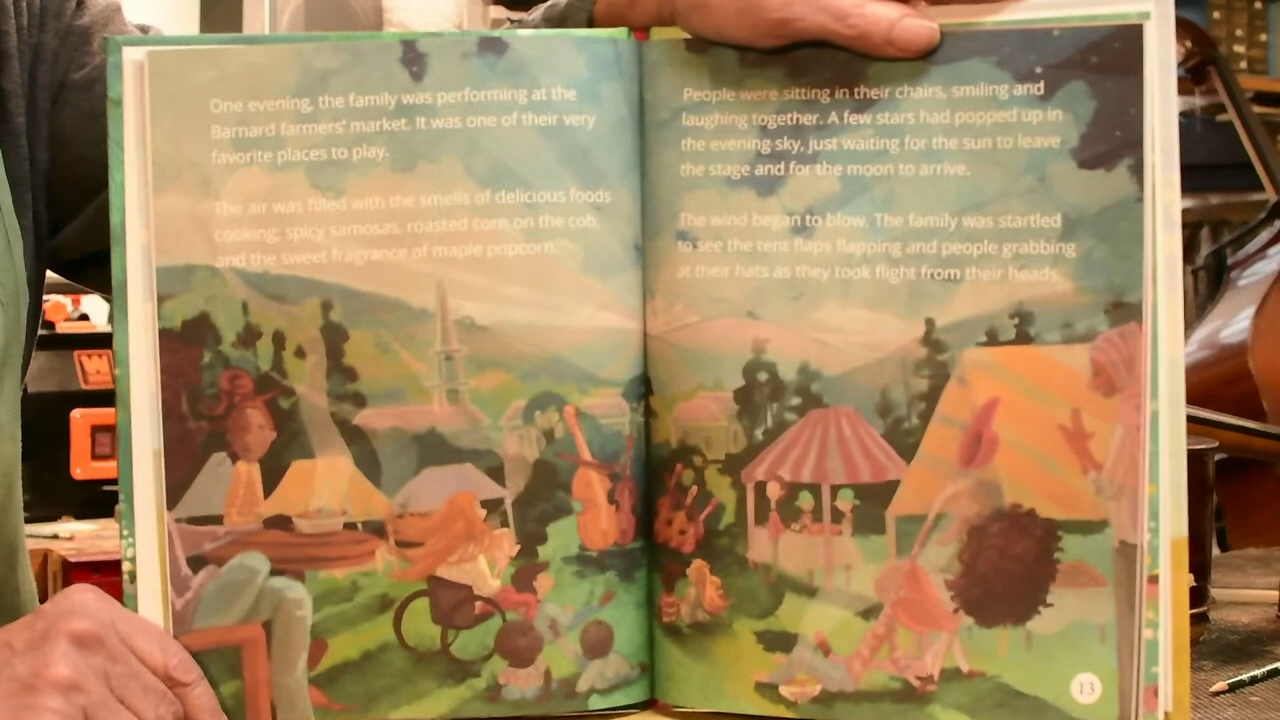 One evening, the family was performing at the
Barnard farmers' market. It was one of their very
favorite places to play.
The air was filled with the smells of delicious foods
cooking: spicy samosas, roasted corn on the cob,
and the sweet fragrance of maple popcorn.
People were sitting in their chairs, smiling and
laughing together. A few stars had popped up in
the evening sky, just waiting for the sun to leave
the stage and for the moon to arrive.
The wind began to blow. The family was startled
to see the tent flaps flapping and people grabbing
at their hats as they took flight from their heads.
13
W